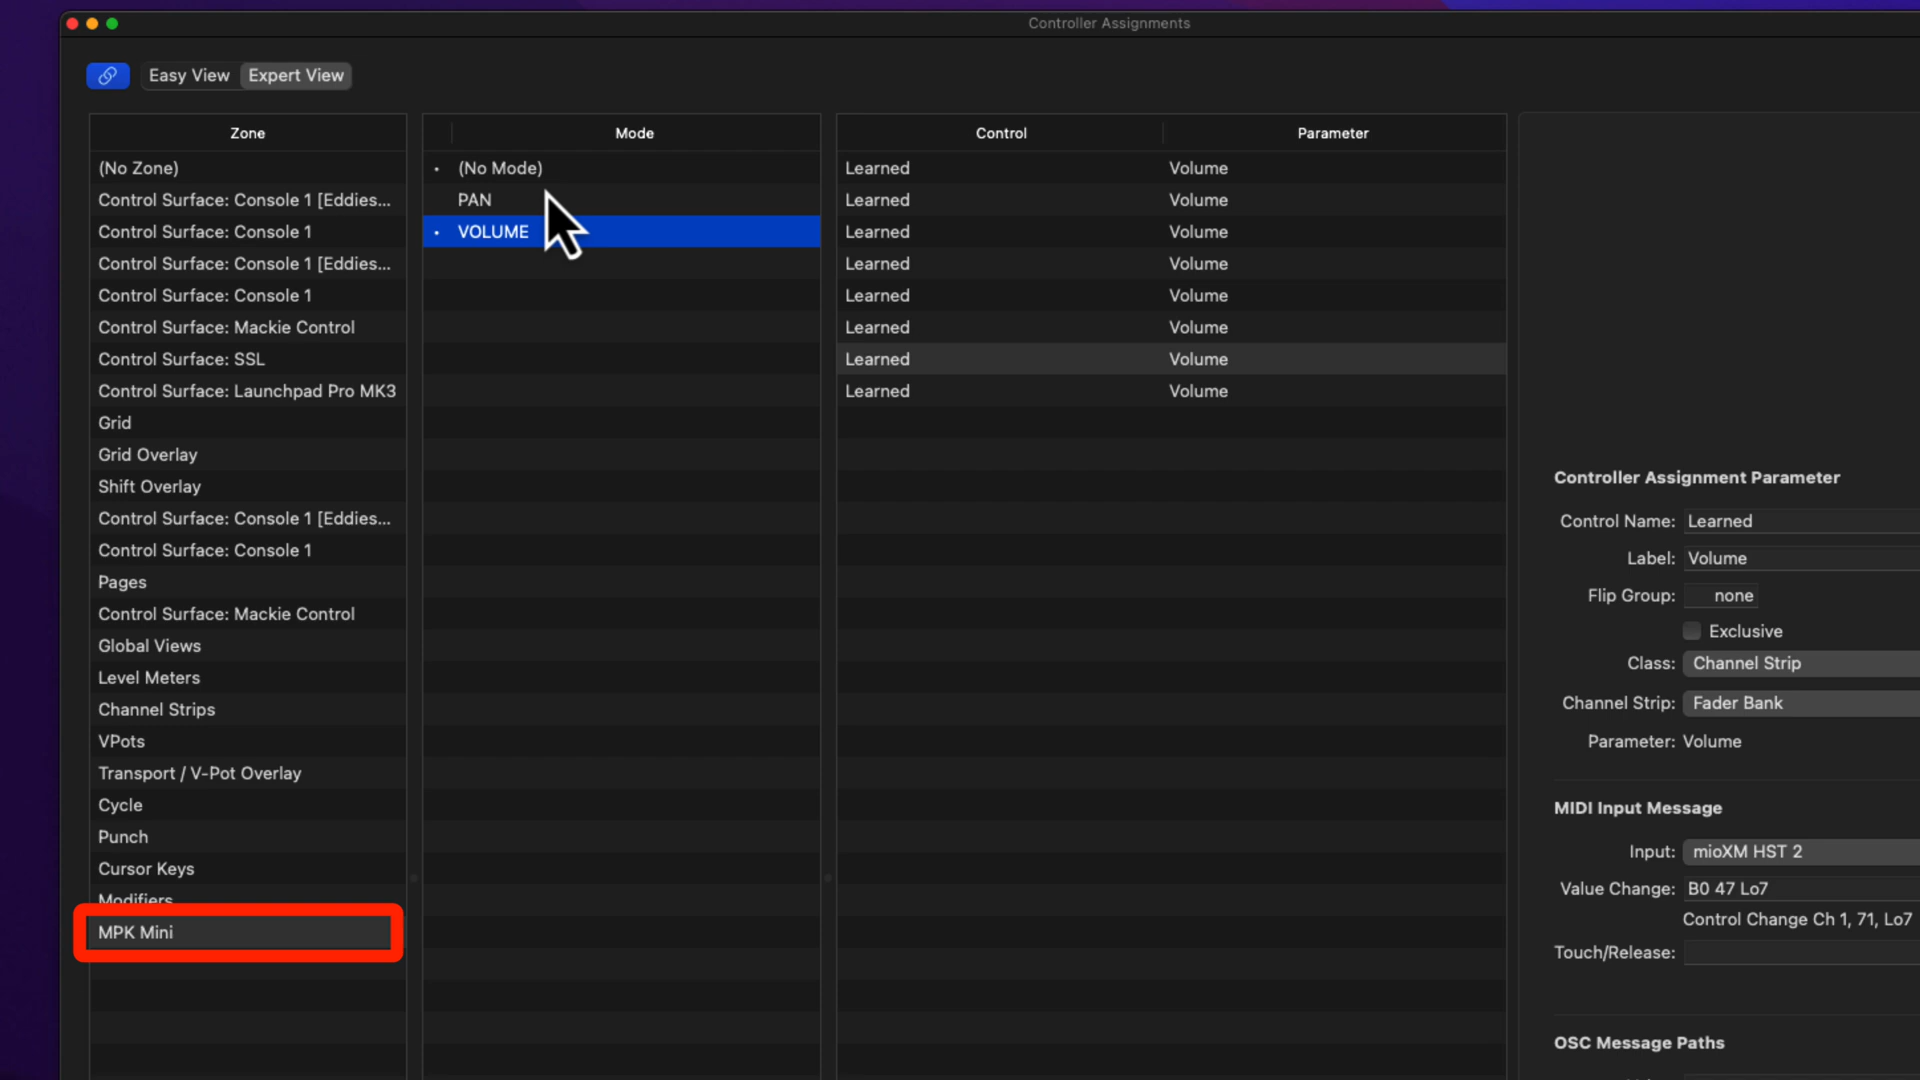 Controller Assignments
Easy View Expert View
Zone
(No Zone)
Control Surface: Console 1 [Eddies...
Control Surface: Console 1
Control Surface: Console 1 [Eddies...
Control Surface: Console 1
Control Surface: Mackie Control
Control Surface: SSL
Control Surface: Launchpad Pro MK3
Grid
Grid Overlay
Shift Overlay
Control Surface: Console 1 [Eddies...
Control Surface: Console 1
Pages
Control Surface: Mackie Control
Global Views
Level Meters
Channel Strips
VPots
Transport / V-Pot Overlay
Cycle
Punch
Cursor Keys
Modifiers
MPK Mini
Mode
• (No Mode)
PAN
• VOLUME
Control Parameter
Learned Volume
Learned Volume
Learned Volume
Learned Volume
Learned Volume
Learned Volume
Learned Volume
Learned Volume
Controller Assignment Parameter
Control Name: Learned
Label: Volume
Flip Group: none
Exclusive
Class: Channel Strip
Channel Strip: Fader Bank
Parameter: Volume
MIDI Input Message
Input: mioXM HST 2
Value Change: B0 47 Lo7
Control Change Ch 1, 71, Lo7
Touch/Release:
OSC Message Paths